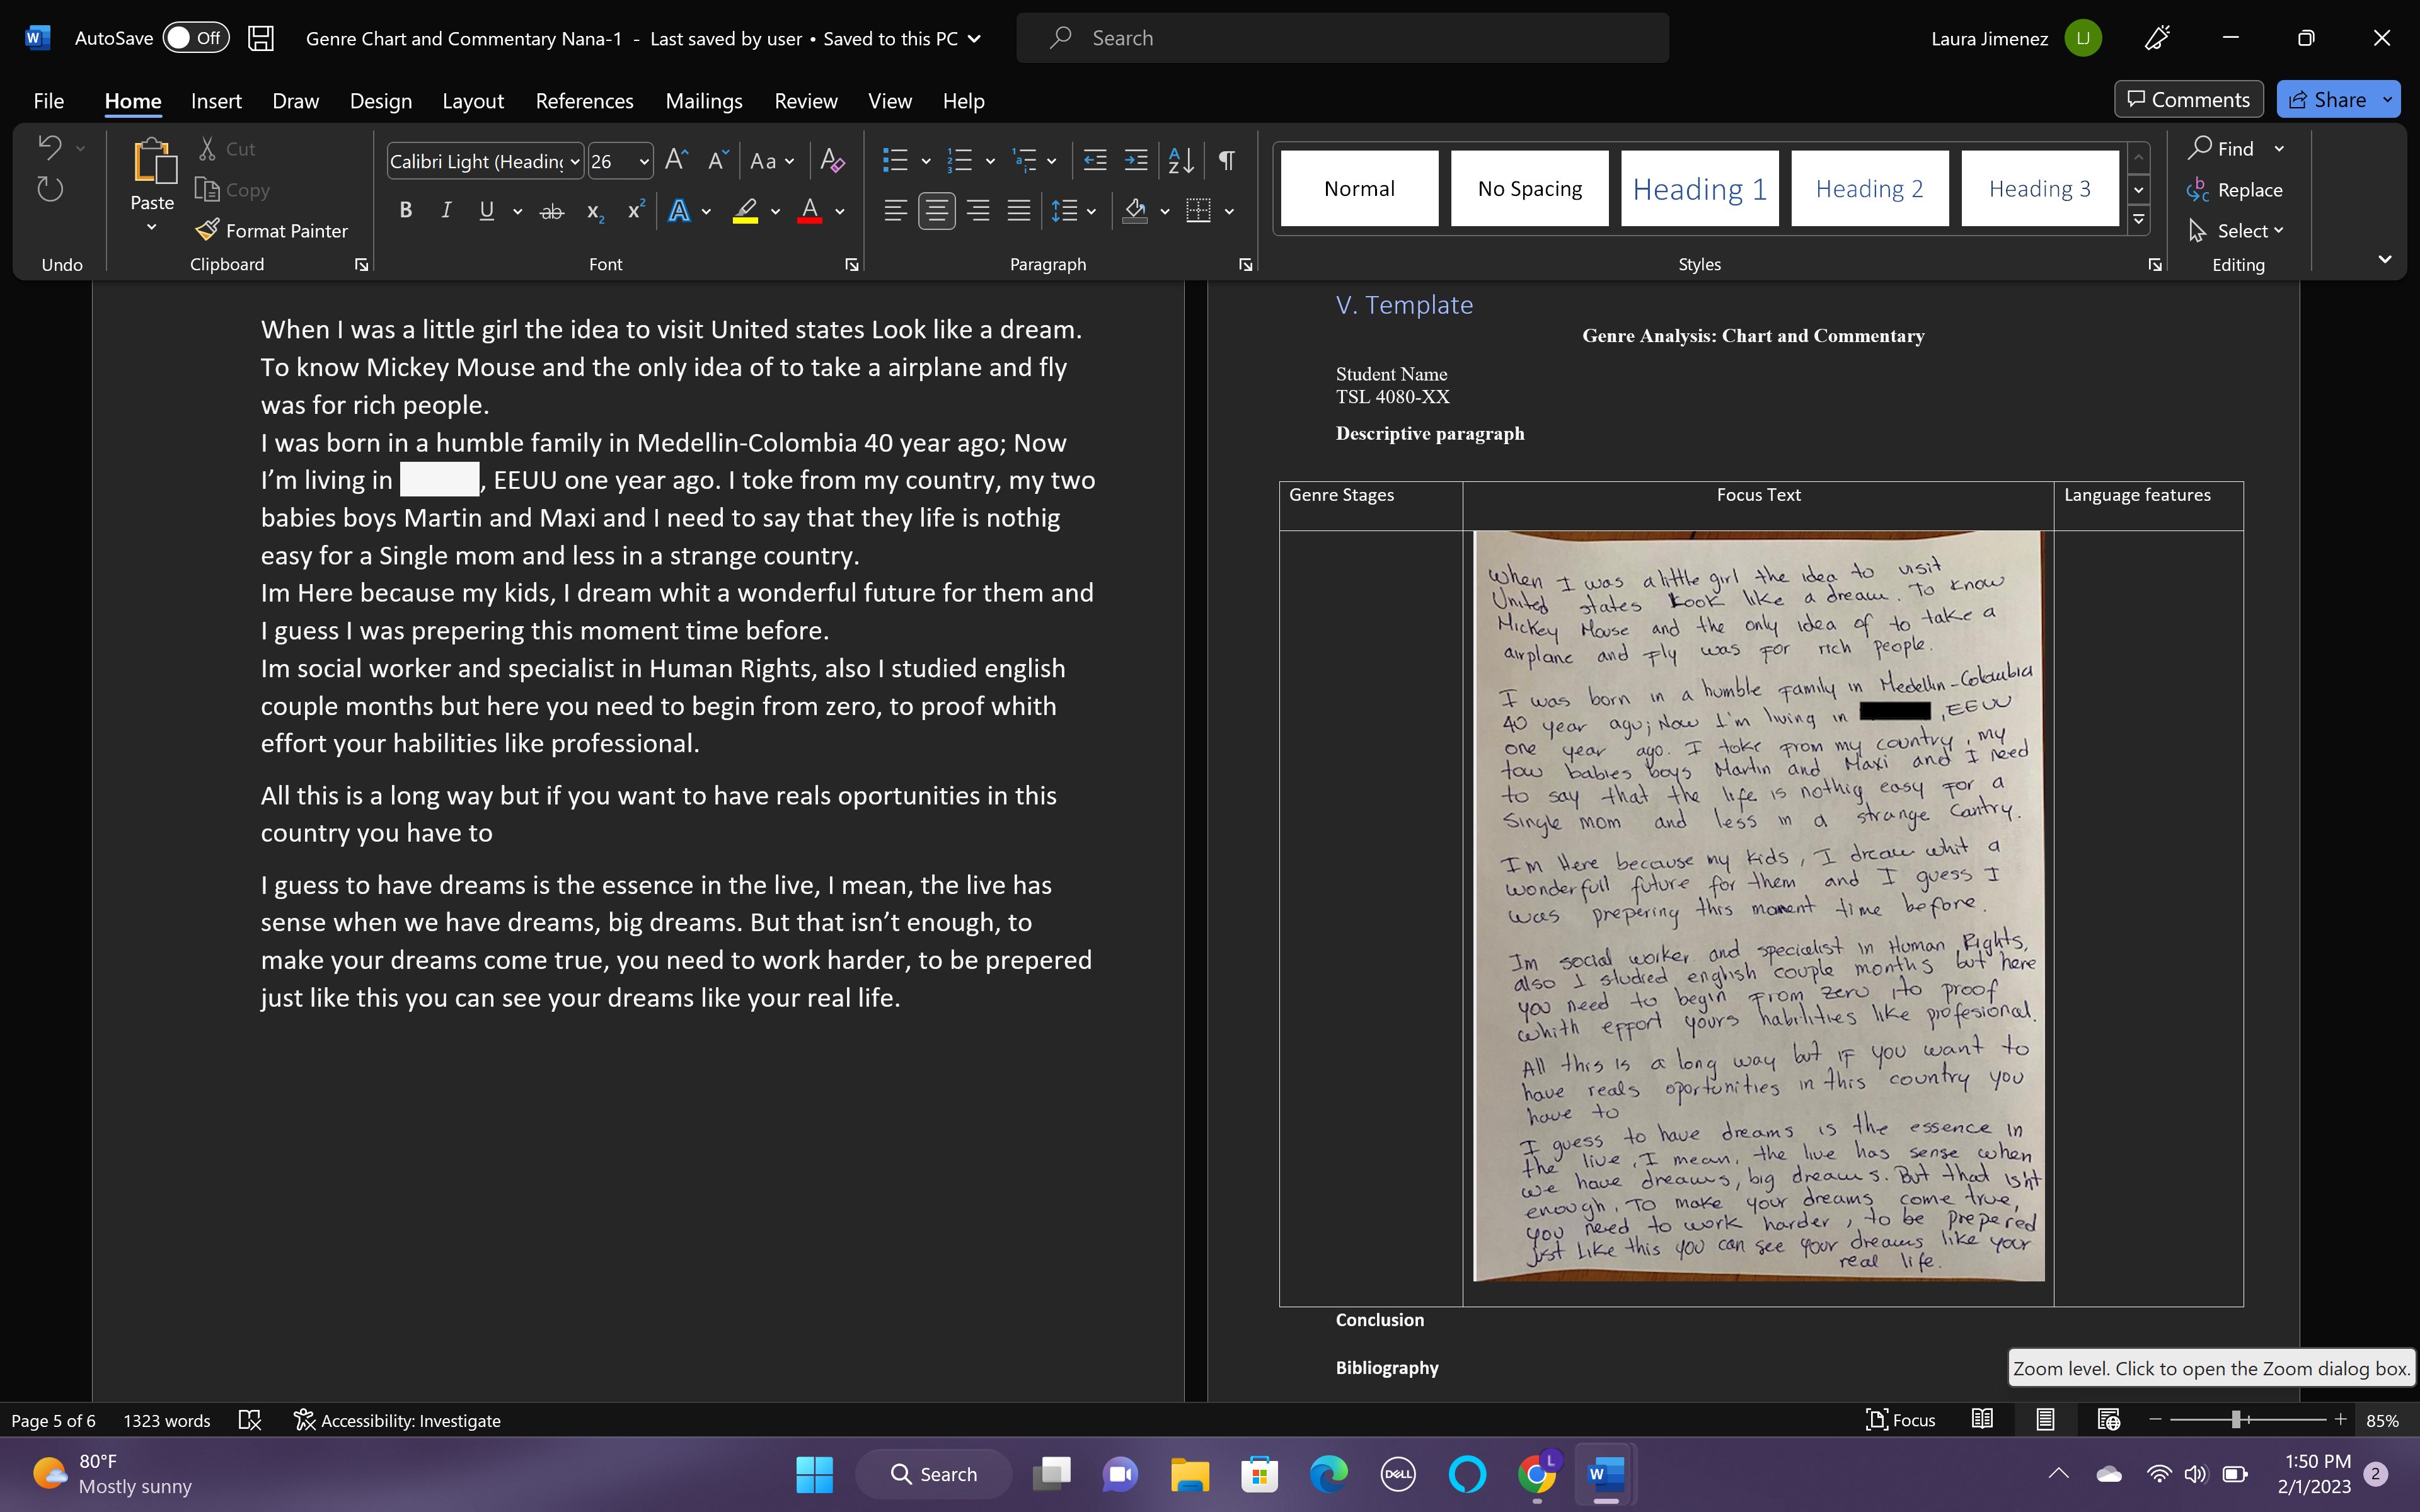 AutoSave Off Genre Chart and Commentary Nana-1 - Last saved by user • Saved to this PC
Search
Laura Jimenez LJ
File Home Insert Draw Design Layout References Mailings Review View Help
Comments Share
Paste
Cut
Copy
Format Painter
Calibri Light (Heading 26
Normal
No Spacing
Heading 1
Heading 2
Heading 3
Find
Replace
Select
Undo Clipboard Font Paragraph Styles Editing
When I was a little girl the idea to visit United states Look like a dream.
To know Mickey Mouse and the only idea of to take a airplane and fly
was for rich people.
I was born in a humble family in Medellin-Colombia 40 year ago; Now
I'm living in , EEUU one year ago. I toke from my country, my two
babies boys Martin and Maxi and I need to say that they life is nothig
easy for a Single mom and less in a strange country.
Im Here because my kids, I dream whit a wonderful future for them and
I guess I was prepering this moment time before.
Im social worker and specialist in Human Rights, also I studied english
couple months but here you need to begin from zero, to proof whith
effort your habilities like professional.
All this is a long way but if you want to have reals oportunities in this
country you have to
I guess to have dreams is the essence in the live, I mean, the live has
sense when we have dreams, big dreams. But that isn't enough, to
make your dreams come true, you need to work harder, to be prepered
just like this you can see your dreams like your real life.
V. Template
Genre Analysis: Chart and Commentary
Student Name
TSL 4080-XX
Descriptive paragraph
Genre Stages
Focus Text
Language features
When I was a little girl the idea to visit
United states Look like a dream. To know
Mickey Mouse and the only idea of to take a
airplane and Fly was for rich people.
I was born in a humble Family in Medellin-Colombia
40 year ago; Now I'm living in , EEUU
one year ago. I toke from my country, my
tow babies boys Martin and Maxi and I need
to say that the life is nothig easy for a
Single mom and less in a strange Cantry.
Im Here because my kids, I dream whit a
wonderfull future for them and I guess I
was prepering this moment time before.
Im social worker and specialist in Human Rights,
also I studied english couple months but here
you need to begin From zero, to proof
whith effort yours habilities like profesional.
All this is a long way but if you want to
have reals oportunities in this country you
have to
I guess to have dreams is the essence in
the live, I mean, the live has sense when
we have dreams, big dreams. But that isn't
enough, To make your dreams come true,
you need to work harder, to be prepered
just like this you can see your dreams like your
real life.
Conclusion
Bibliography
Zoom level. Click to open the Zoom dialog box.
Page 5 of 6 1323 words Accessibility: Investigate
Focus 85%
80°F
Mostly sunny
Search
DELL
L
1:50 PM
2/1/2023
2